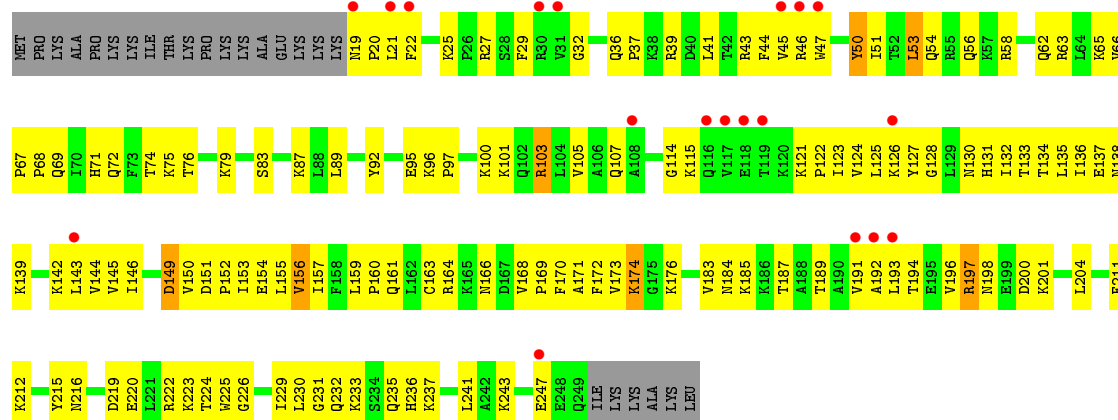 MET PRO LYS ALA PRO LYS LYS ILE THR LYS PRO LYS LYS ALA GLU LYS LYS LYS N19 P20 L21 F22 K25 P26 R27 S28 F29 R30 V31 G32 Q36 P37 K38 R39 D40 L41 T42 R43 F44 V45 R46 W47 Y50 I51 T52 L53 Q54 R55 Q56 K57 R58 Q62 R63 L64 K65 V66
P67 P68 Q69 I70 H71 Q72 F73 T74 K75 T76 K79 S83 K87 L88 L89 Y92 E95 K96 P97 K100 K101 Q102 R103 L104 V105 A106 Q107 A108 G114 K115 Q116 V117 E118 T119 K120 K121 P122 I123 V124 L125 K126 Y127 G128 L129 N130 H131 I132 T133 T134 L135 I136 E137 N138
K139 K142 L143 V144 V145 I146 D149 V150 D151 P152 I153 E154 L155 V156 I157 F158 L159 P160 Q161 L162 C163 R164 K165 N166 D167 V168 P169 F170 A171 F172 V173 K174 G175 K176 V183 N184 K185 K186 T187 A188 T189 A190 V191 A192 L193 T194 E195 V196 R197 N198 E199 D200 K201 L204 E211
K212 Y215 N216 D219 E220 L221 R222 K223 T224 W225 G226 I229 L230 G231 Q232 K233 S234 Q235 H236 K237 L241 A242 K243 E247 E248 Q249 ILE LYS LYS ALA LYS LEU